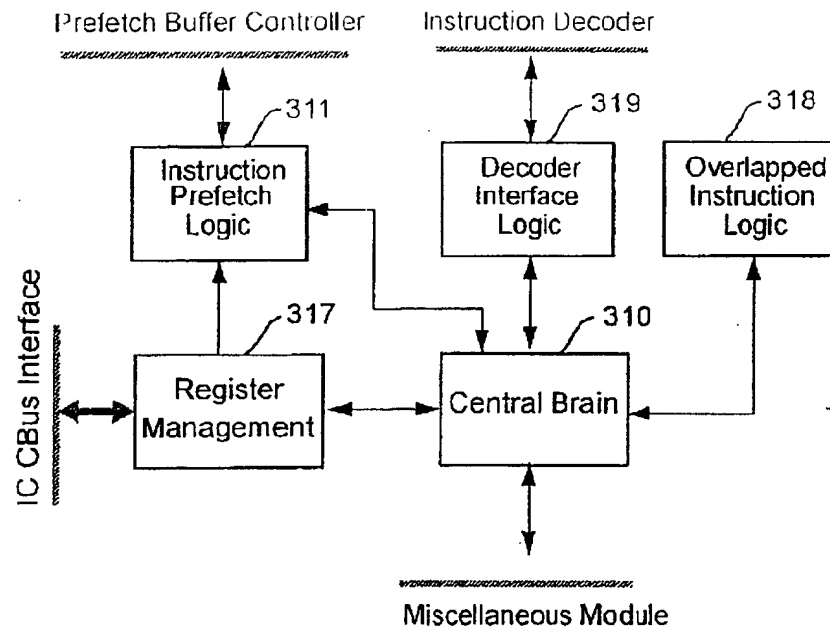 Prefetch Buffer Controller
Instruction Decoder
311
319
318
Instruction
Prefetch
Logic
Decoder
Interface
Logic
Overlapped
Instruction
Logic
IC CBus Interface
317
310
Register
Management
Central Brain
Miscellaneous Module